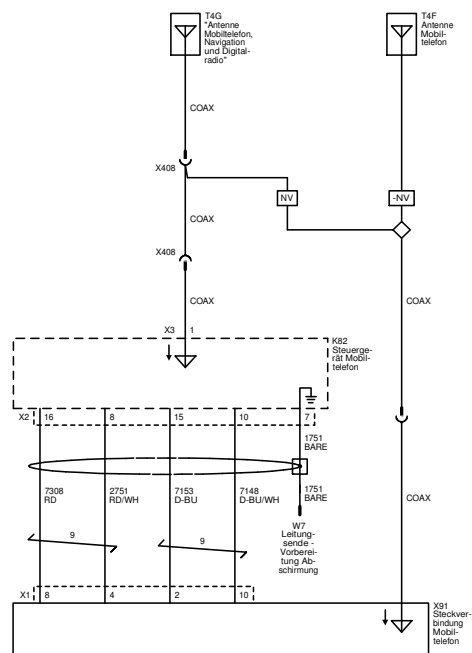 T4G
"Antenne
Mobiltelefon,
Navigation
und Digital-
radio"
T4F
Antenne
Mobil-
telefon
COAX
X408
NV
-NV
COAX
X408
COAX
COAX
X3 1
K82
Steuerge-
rät Mobil-
telefon
X2 16 8 15 10 7
1751
BARE
7308
RD
2751
RD/WH
7153
D-BU
7148
D-BU/WH
1751
BARE
COAX
W7
Leitung-
sende -
Vorberei-
tung Ab-
schirmung
9
9
X1 8 4 2 10
X91
Steckver-
bindung
Mobil-
telefon